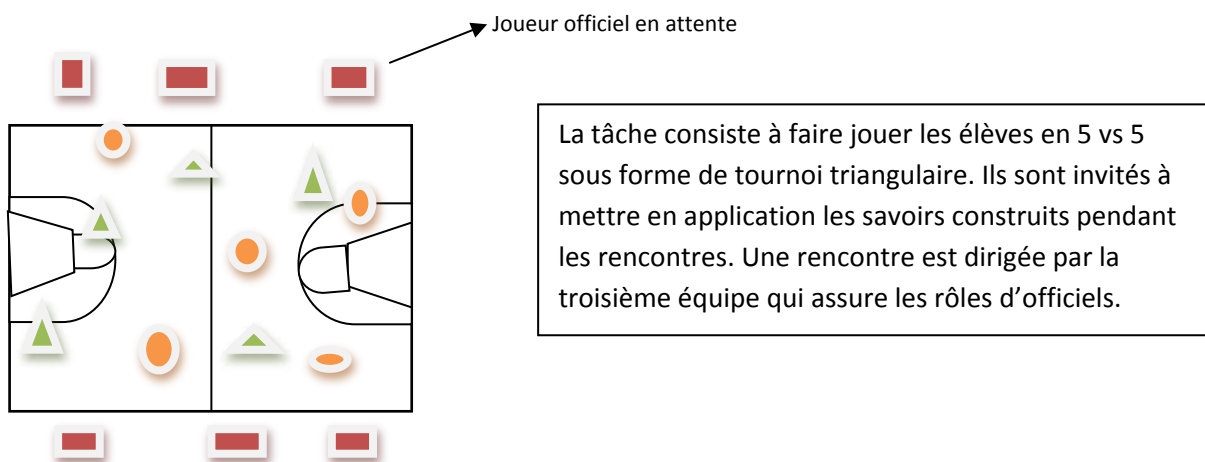 Joueur officiel en attente
La tâche consiste à faire jouer les élèves en 5 vs 5
sous forme de tournoi triangulaire. Ils sont invités à
mettre en application les savoirs construits pendant
les rencontres. Une rencontre est dirigée par la
troisième équipe qui assure les rôles d’officiels.